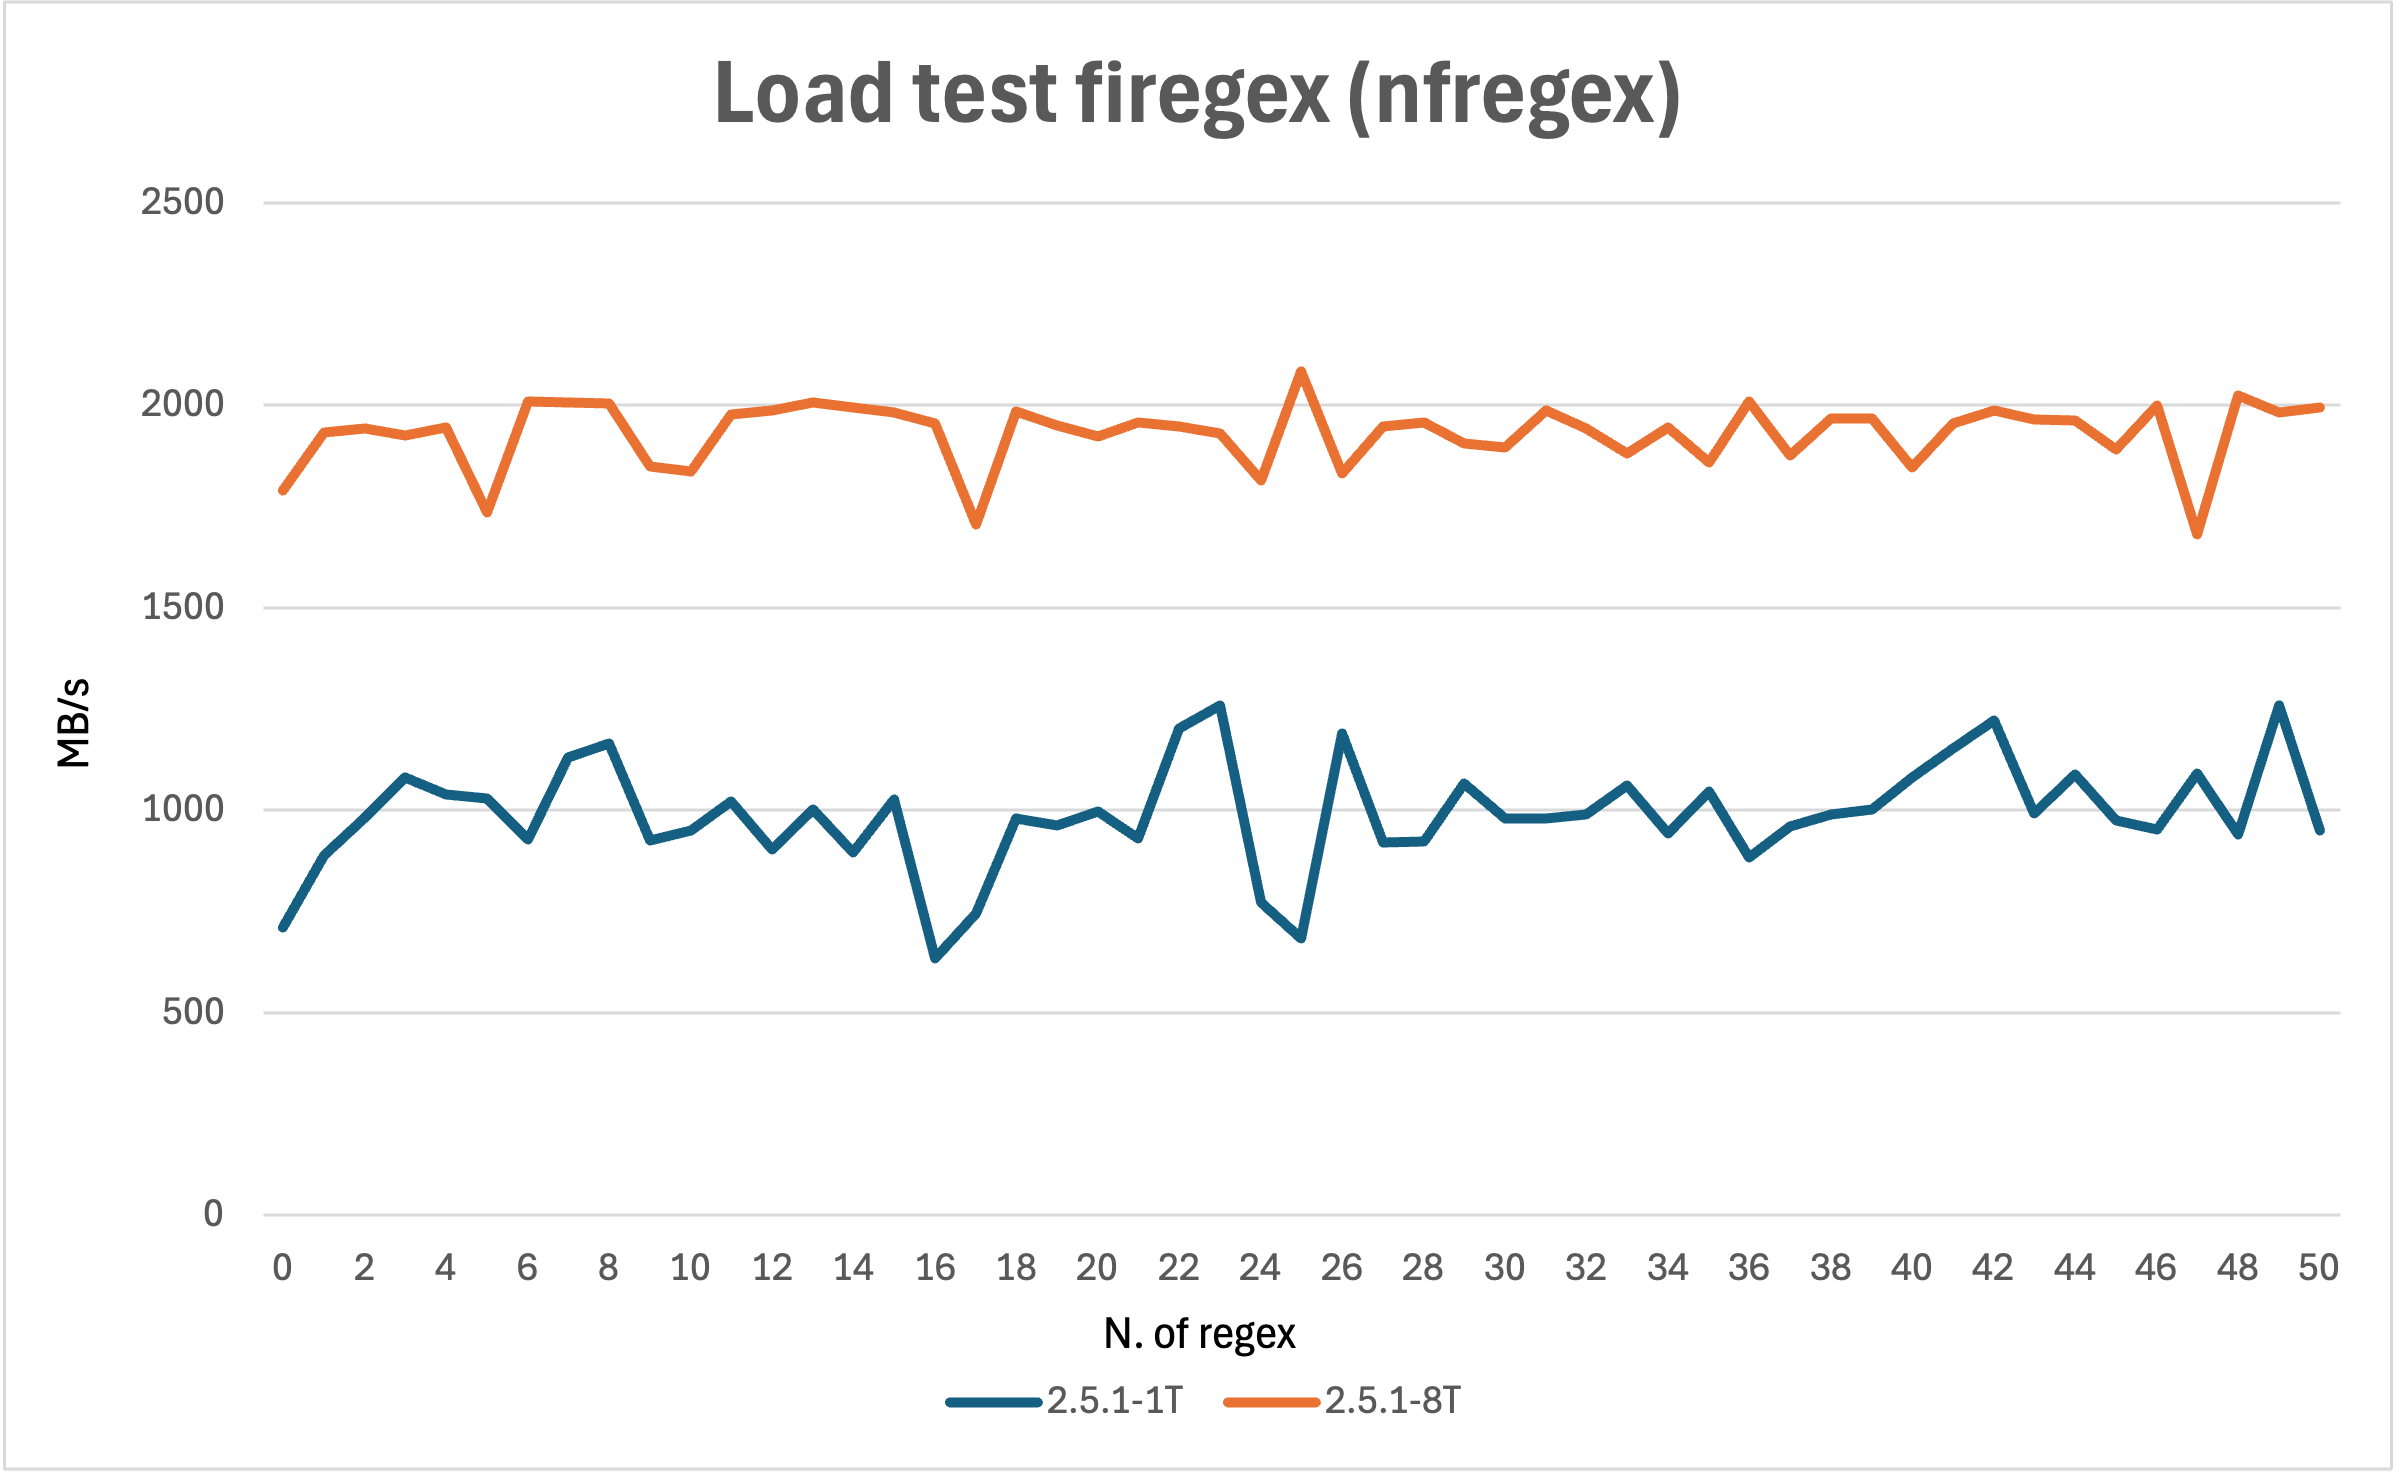 Load test firegex (nfregex)
2500
2000
1500
1000
500
0
MB/s
0 2 4 6 8 10 12 14 16 18 20 22 24 26 28 30 32 34 36 38 40 42 44 46 48 50
N. of regex
2.5.1-1T 2.5.1-8T